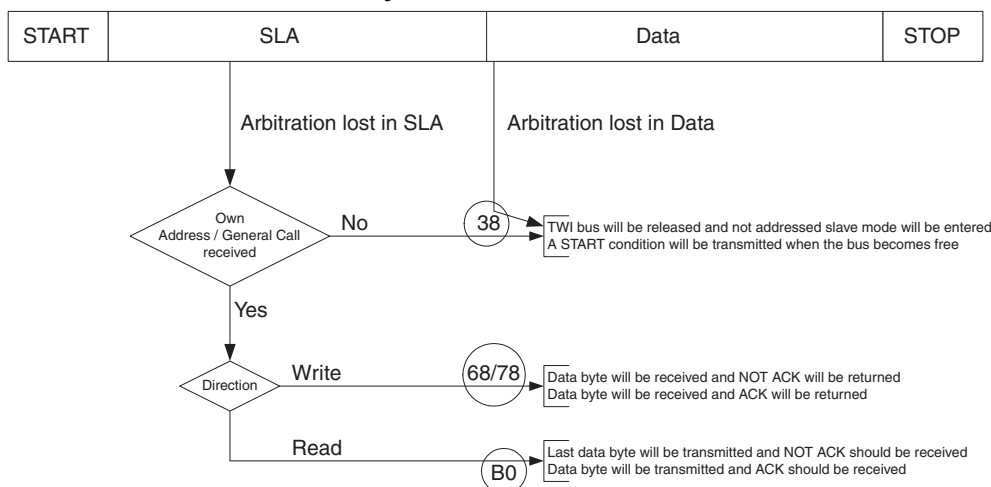 START SLA Data STOP
Arbitration lost in SLA Arbitration lost in Data
Own
Address / General Call
received
No
38
TWI bus will be released and not addressed slave mode will be entered
A START condition will be transmitted when the bus becomes free
Yes
Direction
Write
68/78
Data byte will be received and NOT ACK will be returned
Data byte will be received and ACK will be returned
Read
B0
Last data byte will be transmitted and NOT ACK should be received
Data byte will be transmitted and ACK should be received